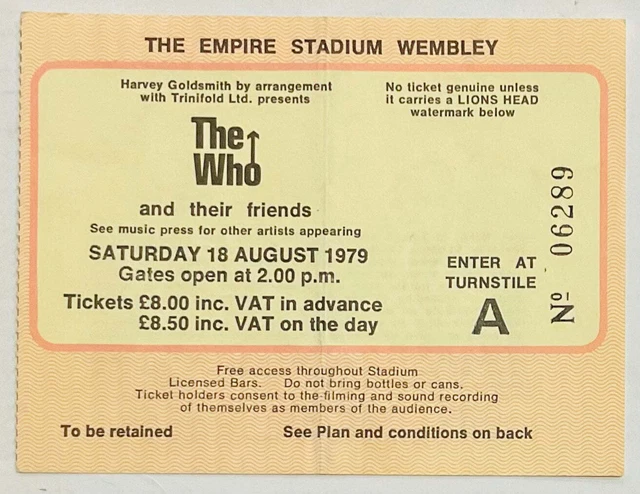 THE EMPIRE STADIUM WEMBLEY
Harvey Goldsmith by arrangement
with Trinifold Ltd. presents
No ticket genuine unless
it carries a LIONS HEAD
watermark below
The
Who
and their friends
See music press for other artists appearing
SATURDAY 18 AUGUST 1979
Gates open at 2.00 p.m.
Tickets £8.00 inc. VAT in advance
£8.50 inc. VAT on the day
ENTER AT
TURNSTILE
A
Nº 06289
Free access throughout Stadium
Licensed Bars. Do not bring bottles or cans.
Ticket holders consent to the filming and sound recording
of themselves as members of the audience.
To be retained
See Plan and conditions on back